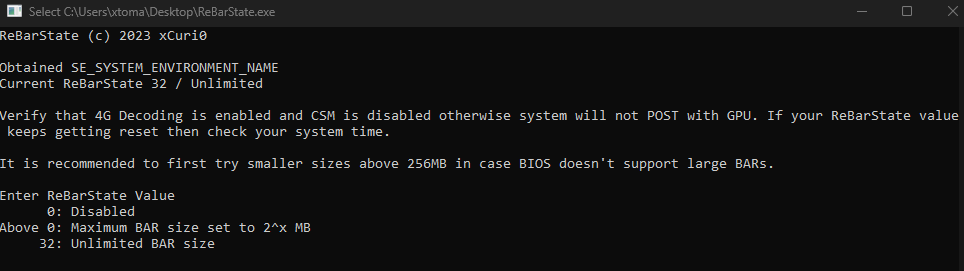 Select C:\Users\xtoma\Desktop\ReBarState.exe
ReBarState (c) 2023 xCuri0
Obtained SE_SYSTEM_ENVIRONMENT_NAME
Current ReBarState 32 / Unlimited
Verify that 4G Decoding is enabled and CSM is disabled otherwise system will not POST with GPU. If your ReBarState value
keeps getting reset then check your system time.
It is recommended to first try smaller sizes above 256MB in case BIOS doesn't support large BARs.
Enter ReBarState Value
0: Disabled
Above 0: Maximum BAR size set to 2^x MB
32: Unlimited BAR size